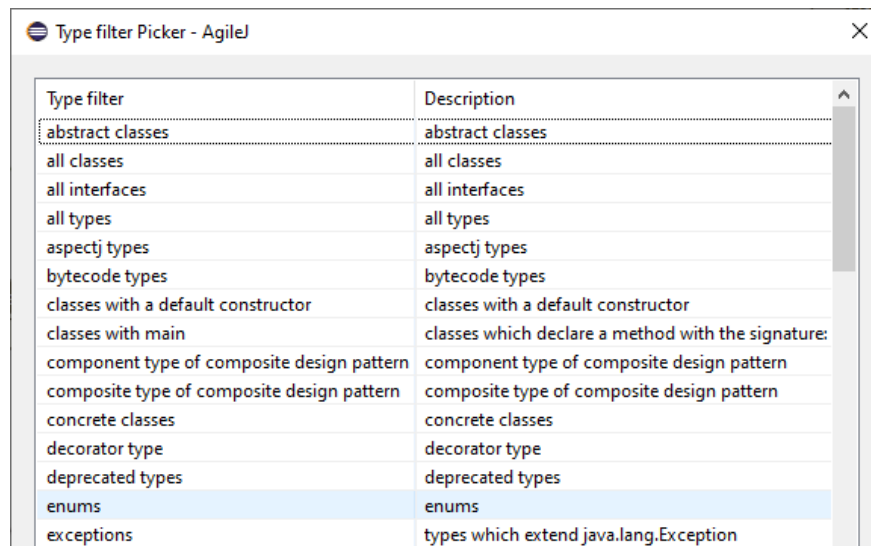 Type filter Picker - AgileJ
Type filter Description
abstract classes abstract classes
all classes all classes
all interfaces all interfaces
all types all types
aspectj types aspectj types
bytecode types bytecode types
classes with a default constructor classes with a default constructor
classes with main classes which declare a method with the signature:
component type of composite design pattern component type of composite design pattern
composite type of composite design pattern composite type of composite design pattern
concrete classes concrete classes
decorator type decorator type
deprecated types deprecated types
enums enums
exceptions types which extend java.lang.Exception